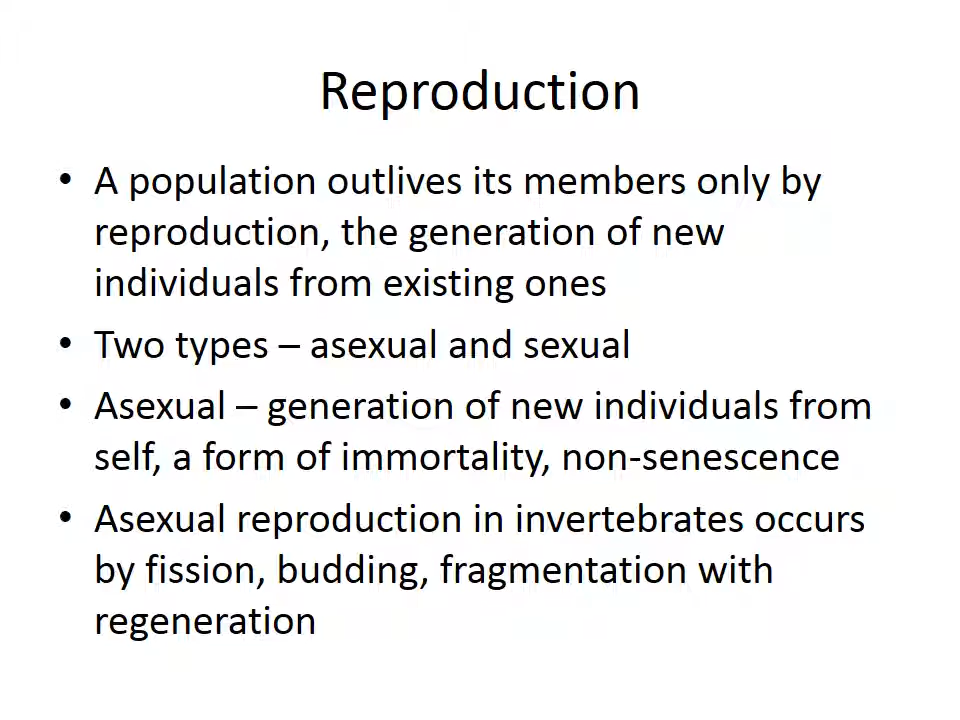 Reproduction
• A population outlives its members only by
reproduction, the generation of new
individuals from existing ones
• Two types – asexual and sexual
• Asexual – generation of new individuals from
self, a form of immortality, non-senescence
• Asexual reproduction in invertebrates occurs
by fission, budding, fragmentation with
regeneration